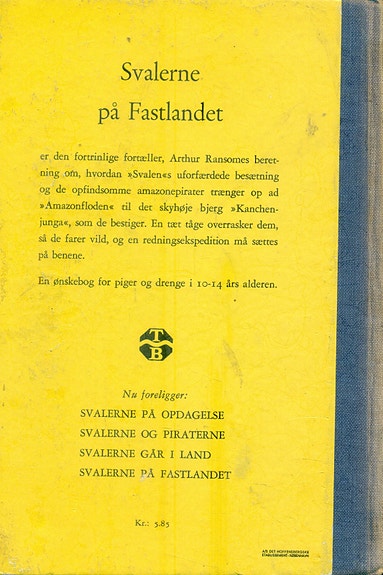 Svalerne
på Fastlandet
er den fortrinlige fortæller, Arthur Ransomes beret-
ning om, hvordan »Svalen«s uforfærdede besætning
og de opfindsomme amazonepirater trænger op ad
»Amazonfloden« til det skyhøje bjerg »Kanchen-
junga«, som de bestiger. En tæt tåge overrasker dem,
så de farer vild, og en redningsekspedition må sættes
på benene.
En ønskebog for piger og drenge i 10-14 års alderen.
T
B
Nu foreligger:
SVALERNE PÅ OPDAGELSE
SVALERNE OG PIRATERNE
SVALERNE GÅR I LAND
SVALERNE PÅ FASTLANDET
Kr.: 5.85
A/S DET HOFFENSBERGSKE
ETABLISSEMENT · KØBENHAVN